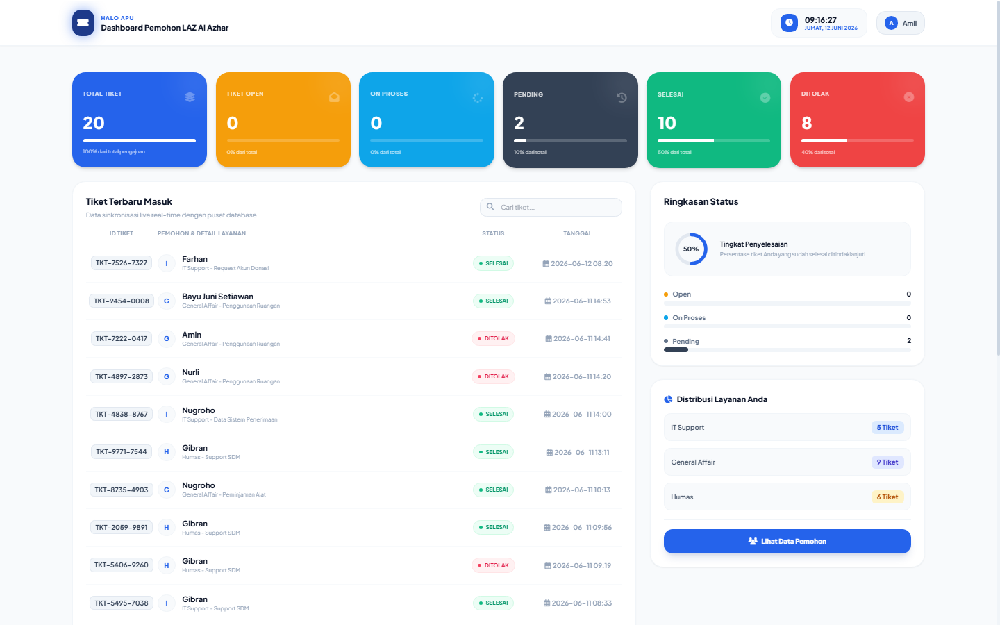 HALO APU
Dashboard Pemohon LAZ Al Azhar
09:16:27
JUMAT, 12 JUNI 2026
A
Amil
TOTAL TIKET
20
100% dari total pengajuan
TIKET OPEN
0
0% dari total
ON PROSES
0
0% dari total
PENDING
2
10% dari total
SELESAI
10
50% dari total
DITOLAK
8
40% dari total
Tiket Terbaru Masuk
Data sinkronisasi live real-time dengan pusat database
Cari tiket...
ID TIKET PEMOHON & DETAIL LAYANAN STATUS TANGGAL
TKT-7526-7327 I Farhan SELESAI 2026-06-12 08:20
IT Support - Request Akun Donasi
TKT-9454-0008 G Bayu Juni Setiawan SELESAI 2026-06-11 14:53
General Affair - Penggunaan Ruangan
TKT-7222-0417 G Amin DITOLAK 2026-06-11 14:41
General Affair - Penggunaan Ruangan
TKT-4897-2873 G Nurli DITOLAK 2026-06-11 14:20
General Affair - Penggunaan Ruangan
TKT-4838-8767 I Nugroho SELESAI 2026-06-11 14:00
IT Support - Data Sistem Penerimaan
TKT-9771-7544 H Gibran SELESAI 2026-06-11 13:11
Humas - Support SDM
TKT-8735-4903 G Nugroho SELESAI 2026-06-11 10:13
General Affair - Peminjaman Alat
TKT-2059-9891 H Gibran SELESAI 2026-06-11 09:56
Humas - Support SDM
TKT-5406-9260 H Gibran DITOLAK 2026-06-11 09:19
Humas - Support SDM
TKT-5495-7038 I Gibran SELESAI 2026-06-11 08:33
IT Support - Support SDM
Ringkasan Status
50%
Tingkat Penyelesaian
Persentase tiket Anda yang sudah selesai ditindaklanjuti.
Open 0
On Proses 0
Pending 2
Distribusi Layanan Anda
IT Support 5 Tiket
General Affair 9 Tiket
Humas 6 Tiket
Lihat Data Pemohon